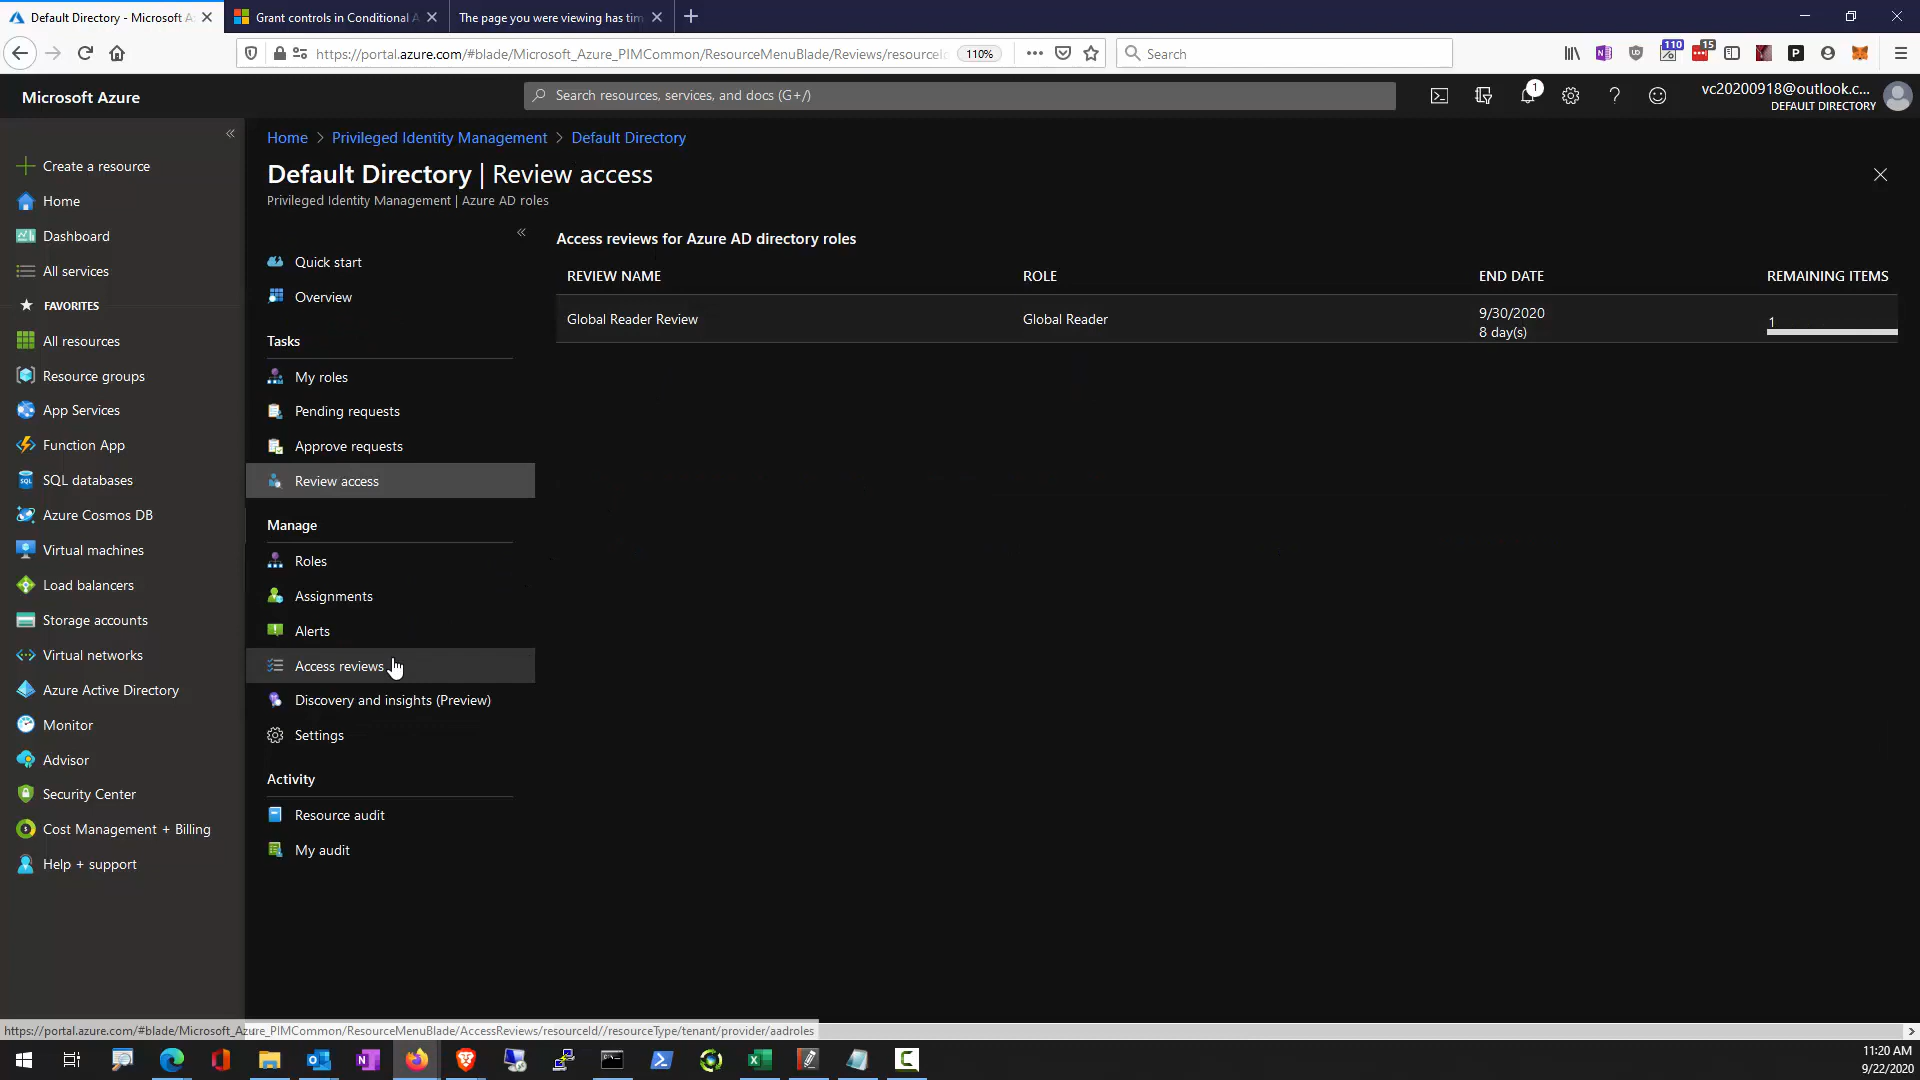 Default Directory - Microsoft A
Grant controls in Conditional A
The page you were viewing has tim
https://portal.azure.com/#blade/Microsoft_Azure_PIMCommon/ResourceMenuBlade/Reviews/resourceI
110%
Search
110
15
Microsoft Azure
Search resources, services, and docs (G+/)
1
vc20200918@outlook.c...
DEFAULT DIRECTORY
Create a resource
Home
Dashboard
All services
FAVORITES
All resources
Resource groups
App Services
Function App
SQL databases
Azure Cosmos DB
Virtual machines
Load balancers
Storage accounts
Virtual networks
Azure Active Directory
Monitor
Advisor
Security Center
Cost Management + Billing
Help + support
Home > Privileged Identity Management > Default Directory
Default Directory | Review access
Privileged Identity Management | Azure AD roles
Quick start
Overview
Tasks
My roles
Pending requests
Approve requests
Review access
Manage
Roles
Assignments
Alerts
Access reviews
Discovery and insights (Preview)
Settings
Activity
Resource audit
My audit
Access reviews for Azure AD directory roles
REVIEW NAME ROLE END DATE REMAINING ITEMS
Global Reader Review Global Reader 9/30/2020 1
8 day(s)
https://portal.azure.com/#blade/Microsoft_Azure_PIMCommon/ResourceMenuBlade/AccessReviews/resourceId//resourceType/tenant/provider/aadroles
11:20 AM
9/22/2020